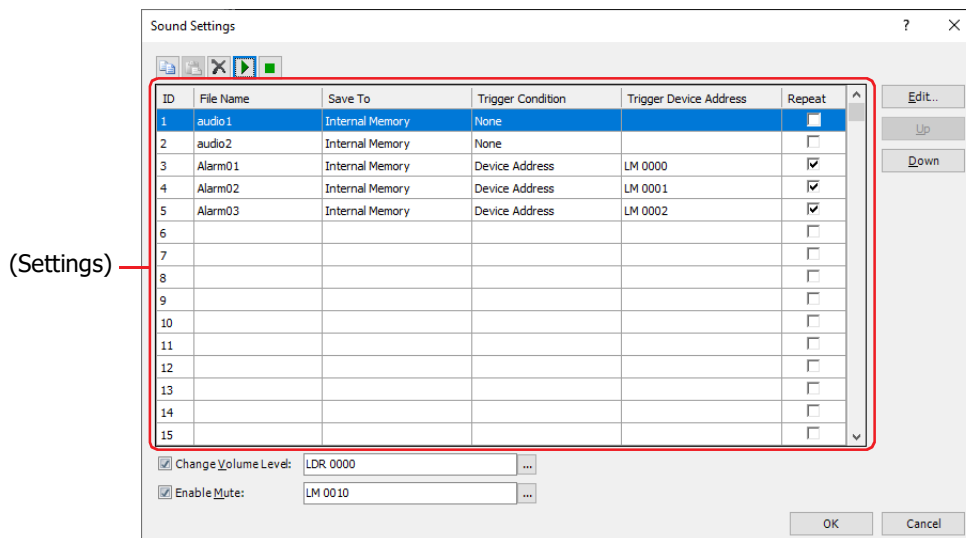 Sound Settings
? ×
ID File Name Save To Trigger Condition Trigger Device Address Repeat
1 audio1 Internal Memory None
2 audio2 Internal Memory None
3 Alarm01 Internal Memory Device Address LM 0000
4 Alarm02 Internal Memory Device Address LM 0001
5 Alarm03 Internal Memory Device Address LM 0002
6
7
8
9
10
11
12
13
14
15
Edit...
Up
Down
(Settings)
Change Volume Level: LDR 0000 ...
Enable Mute: LM 0010 ...
OK Cancel